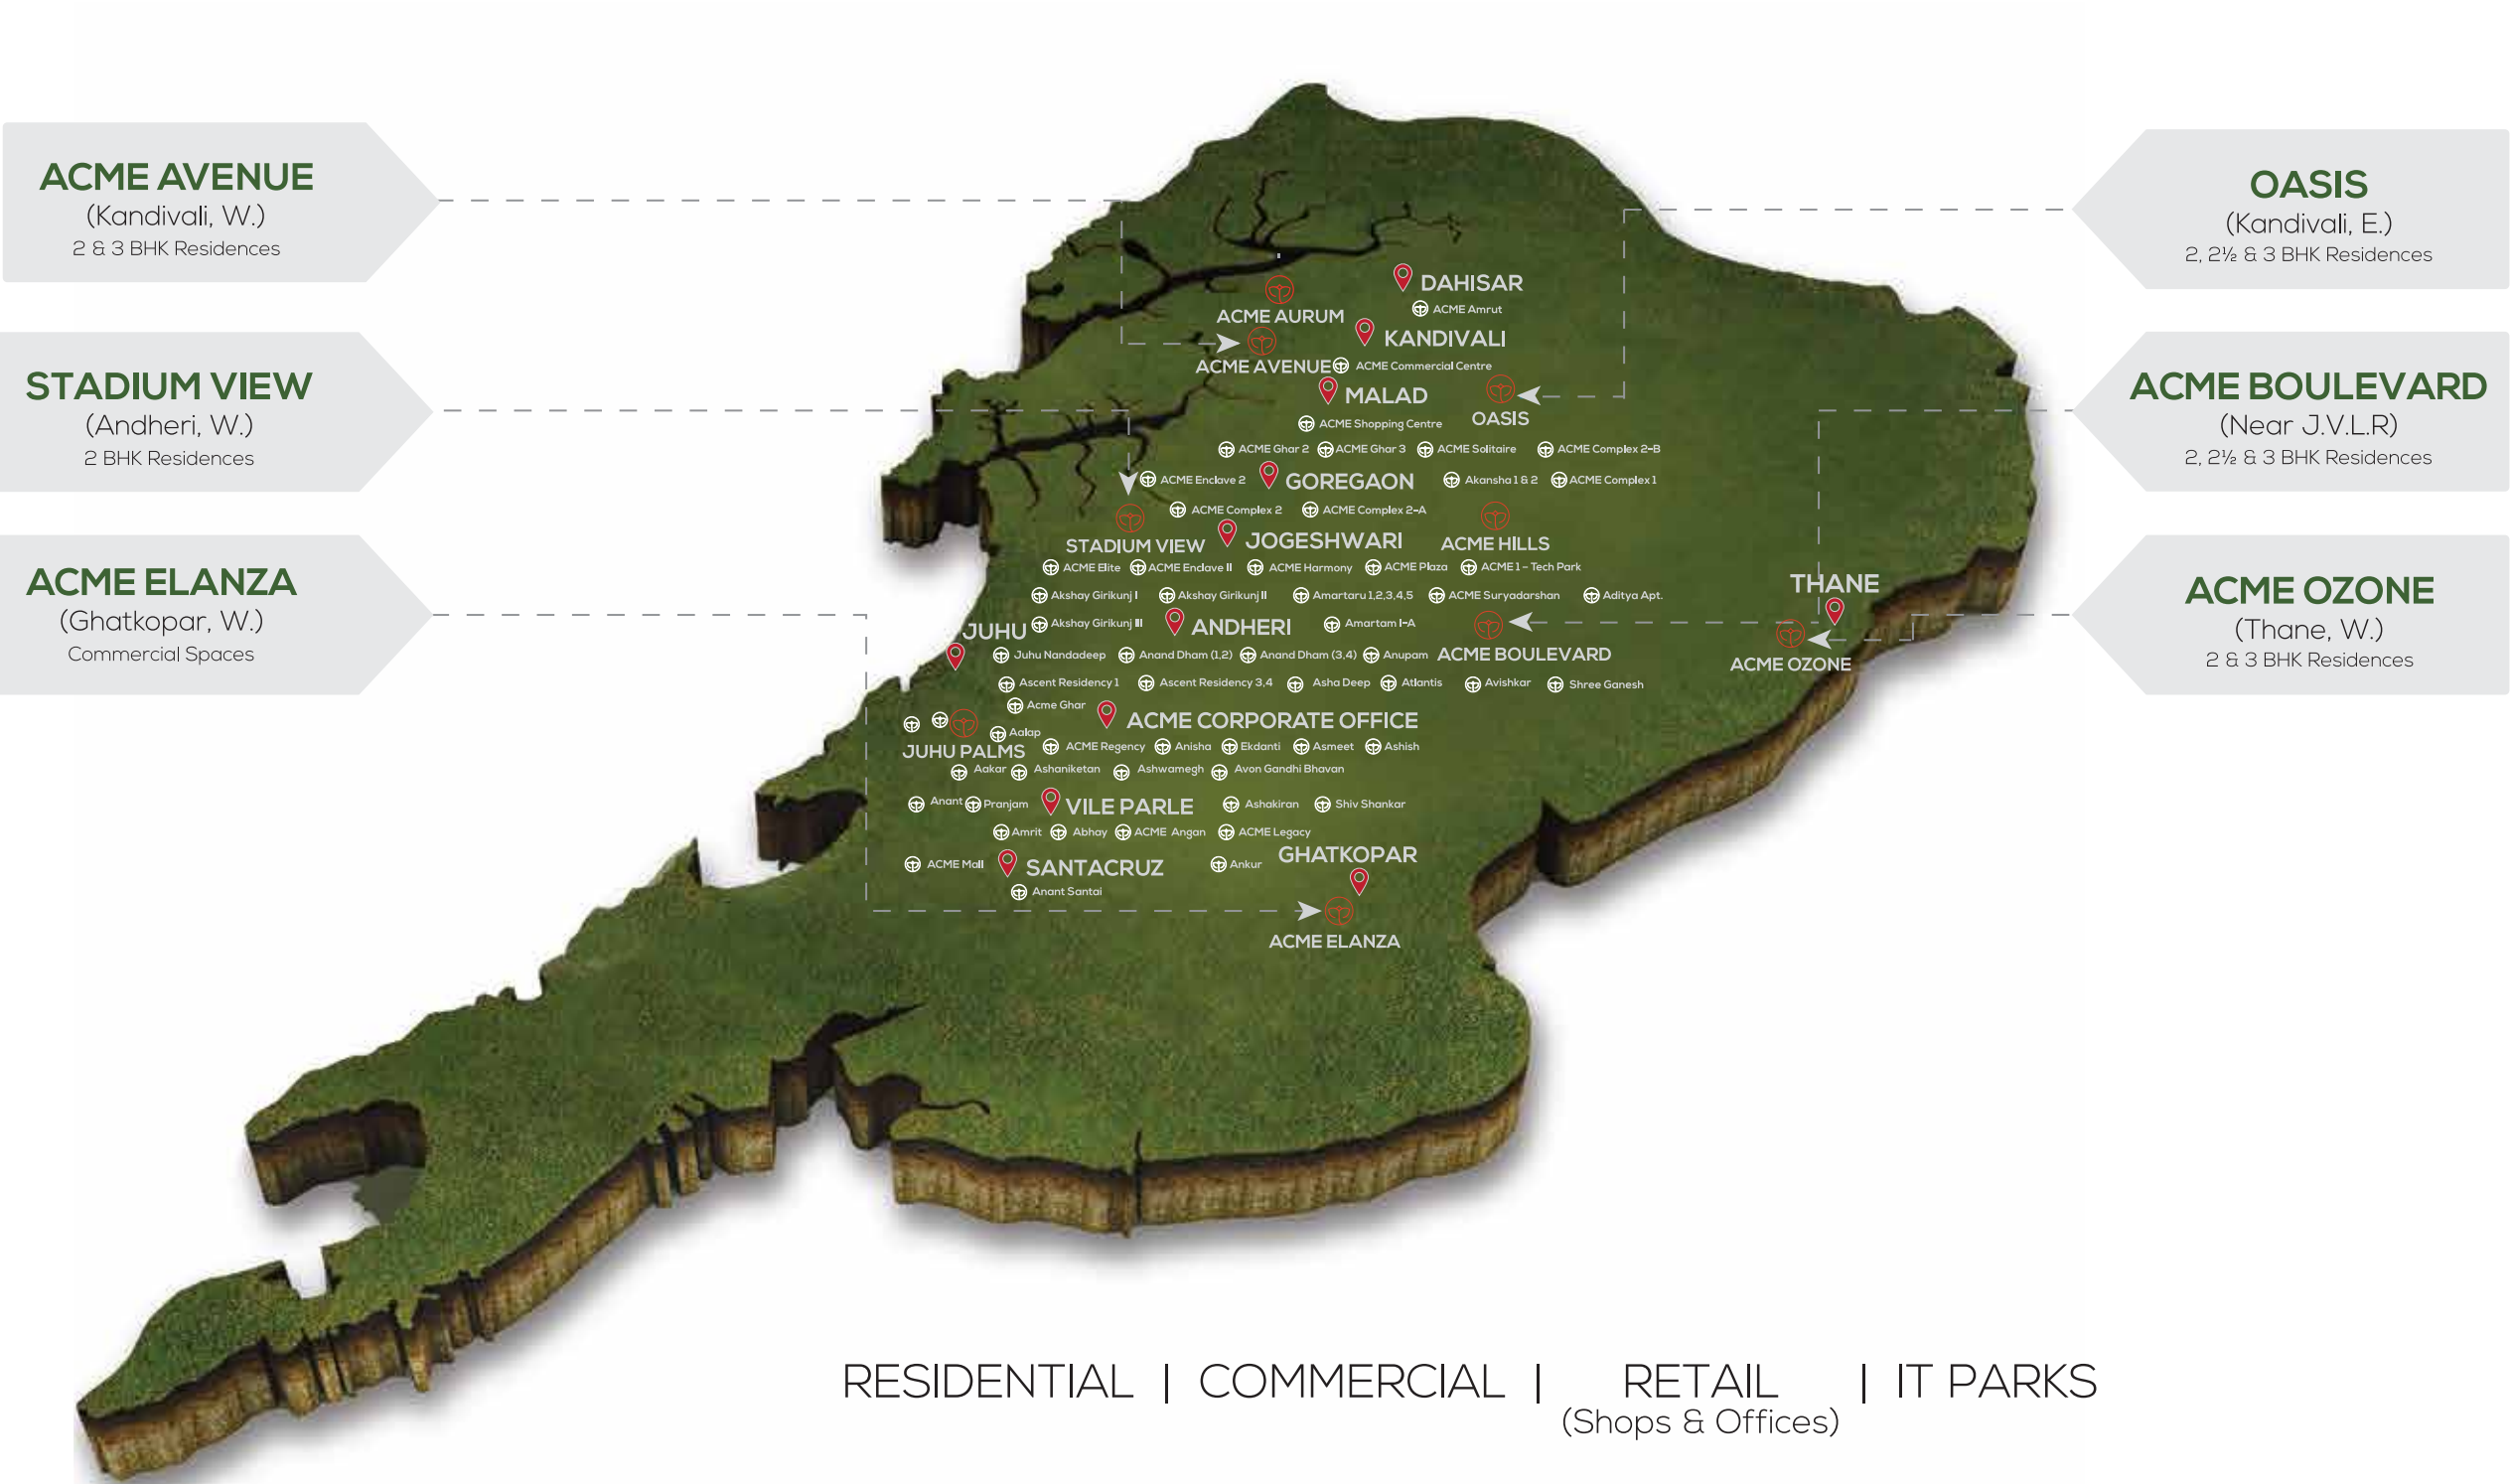 ACME AVENUE
(Kandivali, W.)
2 & 3 BHK Residences
STADIUM VIEW
(Andheri, W.)
2 BHK Residences
ACME ELANZA
(Ghatkopar, W.)
Commercial Spaces
OASIS
(Kandivali, E.)
2, 2½ & 3 BHK Residences
ACME BOULEVARD
(Near J.V.L.R)
2, 2½ & 3 BHK Residences
ACME OZONE
(Thane, W.)
2 & 3 BHK Residences
DAHISAR
ACME Amrut
ACME AURUM
KANDIVALI
ACME AVENUE ACME Commercial Centre
MALAD
OASIS
ACME Shopping Centre
ACME Ghar 2 ACME Ghar 3 ACME Solitaire ACME Complex 2-B
ACME Enclave 2 GOREGAON Akansha 1 & 2 ACME Complex 1
ACME Complex 2 ACME Complex 2-A
STADIUM VIEW JOGESHWARI ACME HILLS
ACME Elite ACME Enclave II ACME Harmony ACME Plaza ACME 1 - Tech Park
THANE
Akshay Girikunj I Akshay Girikunj II Amartaru 1,2,3,4,5 ACME Suryadarshan Aditya Apt.
JUHU Akshay Girikunj III ANDHERI Amartam I-A
Juhu Nandadeep Anand Dham (1,2) Anand Dham (3,4) Anupam ACME BOULEVARD ACME OZONE
Ascent Residency 1 Ascent Residency 3,4 Asha Deep Atlantis Avishkar Shree Ganesh
Acme Ghar
ACME CORPORATE OFFICE
Aalap
JUHU PALMS ACME Regency Anisha Ekdanti Asmeet Ashish
Aakar Ashaniketan Ashwamegh Avon Gandhi Bhavan
Anant Pranjam VILE PARLE Ashakiran Shiv Shankar
Amrit Abhay ACME Angan ACME Legacy
GHATKOPAR
ACME Mall SANTACRUZ Ankur
Anant Santai
ACME ELANZA
RESIDENTIAL | COMMERCIAL | RETAIL | IT PARKS
(Shops & Offices)